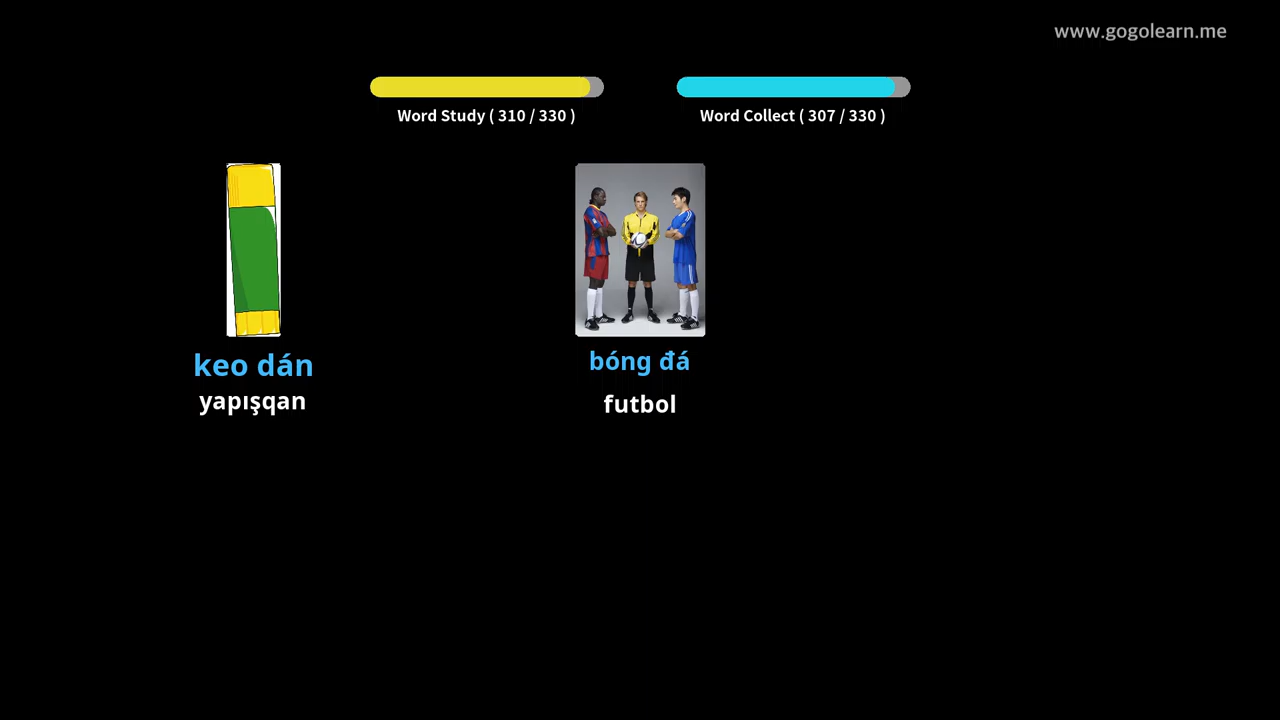 www.gogolearn.me
Word Study ( 310 / 330 )
Word Collect ( 307 / 330 )
keo dán
yapışqan
bóng đá
futbol